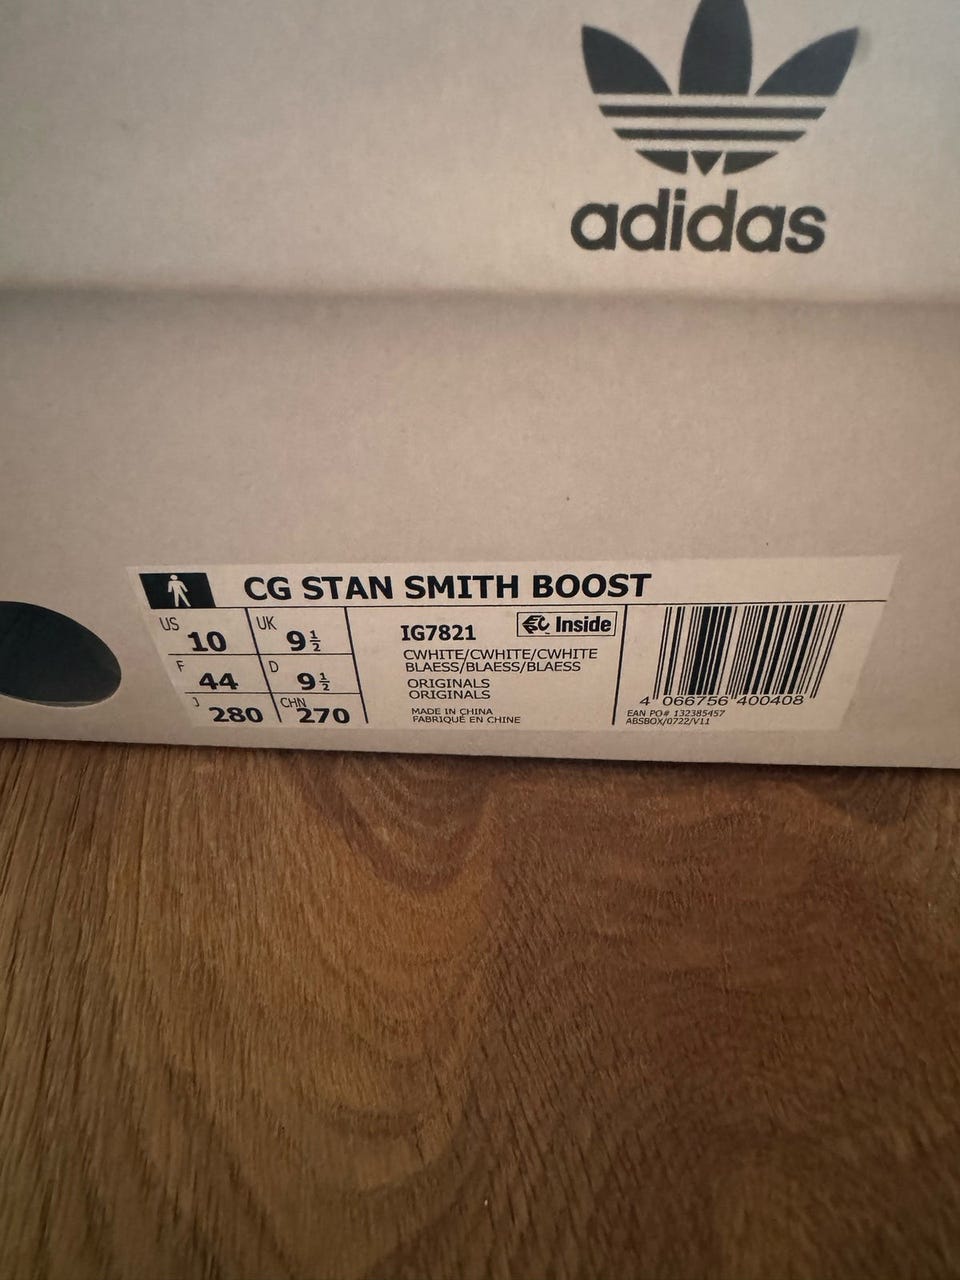 adidas
CG STAN SMITH BOOST
US 10 UK 9½
F 44 D 9½
J 280 CHN 270
IG7821 Inside
CWHITE/CWHITE/CWHITE
BLAESS/BLAESS/BLAESS
ORIGINALS
ORIGINALS
MADE IN CHINA
FABRIQUÉ EN CHINE
4 066756 400408
EAN PO# 132385457
ABSBOX/0722/V11